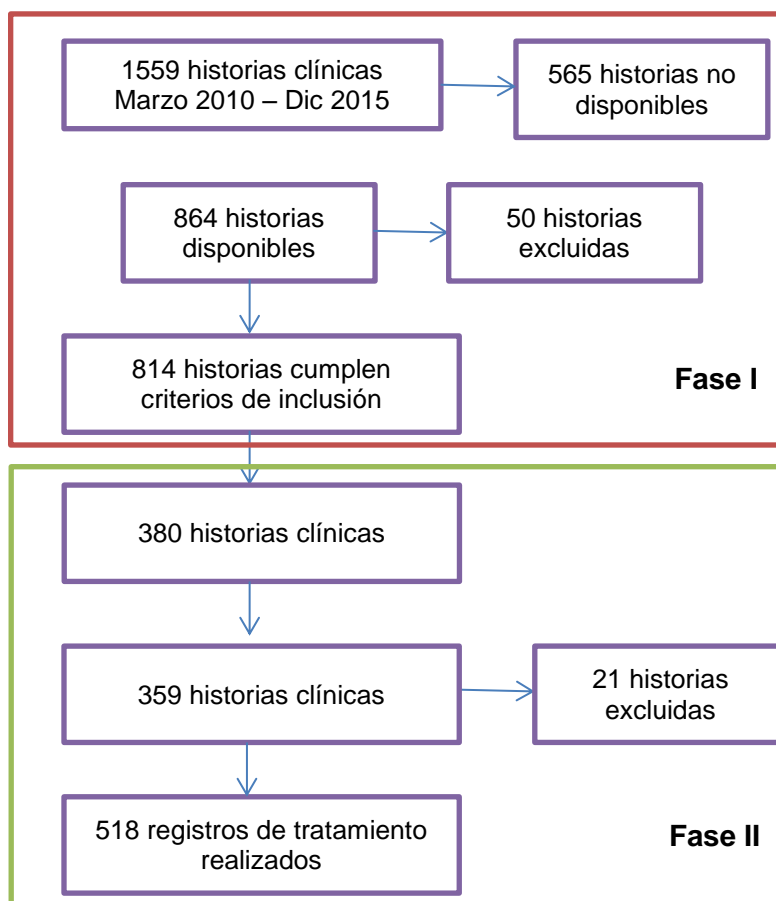 1559 historias clínicas
Marzo 2010 – Dic 2015
565 historias no
disponibles
864 historias
disponibles
50 historias
excluidas
814 historias cumplen
criterios de inclusión
Fase I
380 historias clínicas
359 historias clínicas
21 historias
excluidas
518 registros de tratamiento
realizados
Fase II